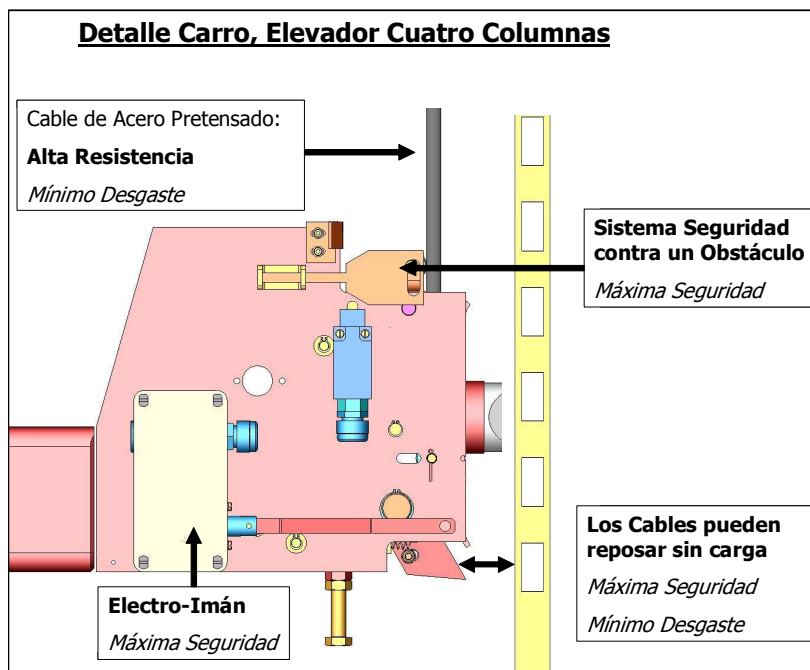 Detalle Carro, Elevador Cuatro Columnas
Cable de Acero Pretensado:
Alta Resistencia
Mínimo Desgaste
Sistema Seguridad
contra un Obstáculo
Máxima Seguridad
Los Cables pueden
reposar sin carga
Máxima Seguridad
Mínimo Desgaste
Electro-Imán
Máxima Seguridad